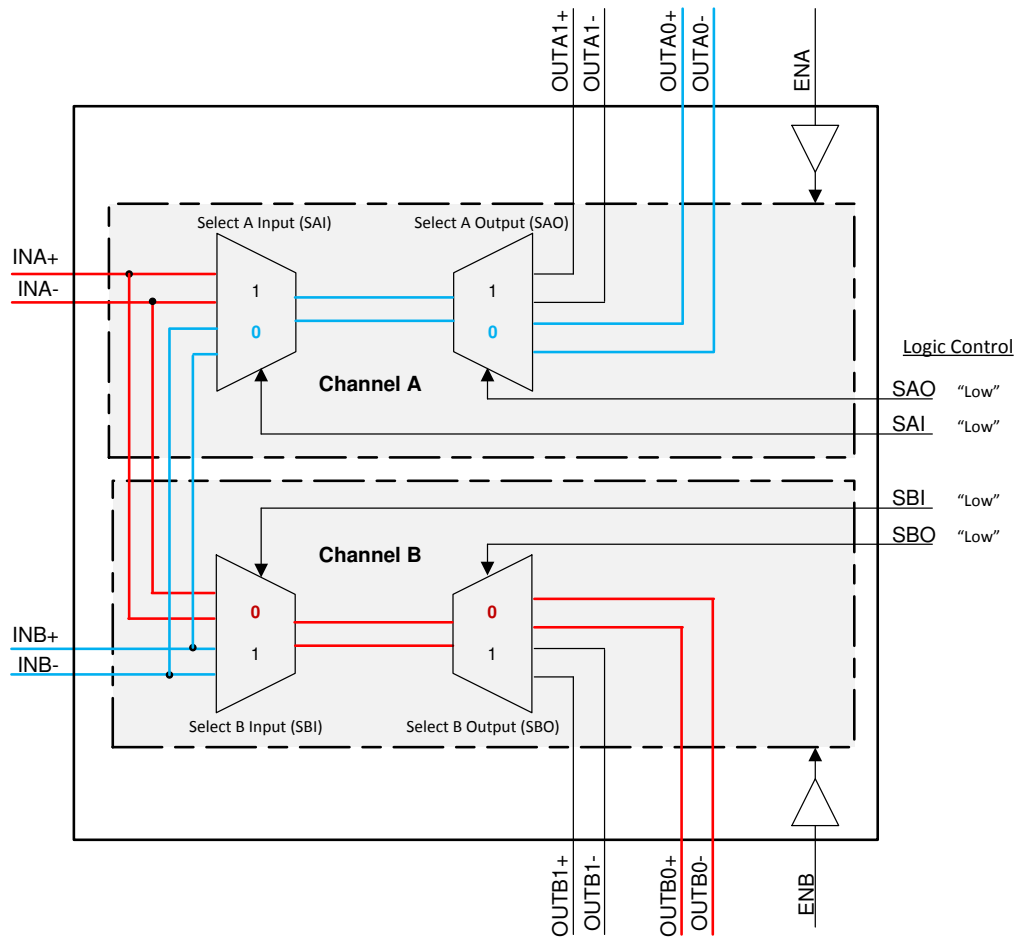 OUTA1+
OUTA1-
OUTA0+
OUTA0-
ENA
Select A Input (SAI)
Select A Output (SAO)
INA+
INA-
1
0
1
0
Channel A
Logic Control
SAO "Low"
SAI "Low"
SBI "Low"
SBO "Low"
Channel B
0
1
0
1
INB+
INB-
Select B Input (SBI)
Select B Output (SBO)
OUTB1+
OUTB1-
OUTB0+
OUTB0-
ENB